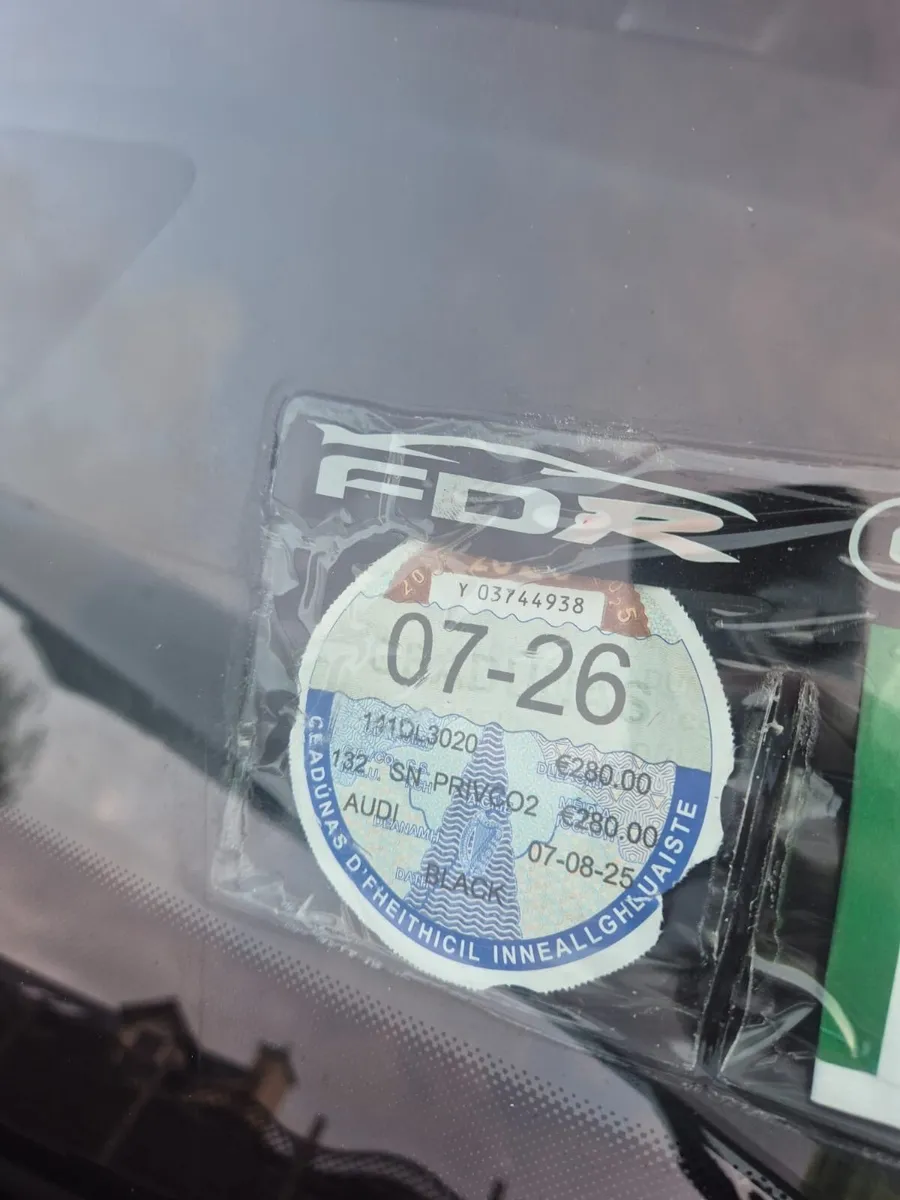 FDR
Y 03744938
07-26
141DL3020
€280.00
132 SN PRIVCO2
€280.00
AUDI
07-08-25
BLACK
CEADÚNAS D'FHEITHICIL INNEALLGHLUAISTE